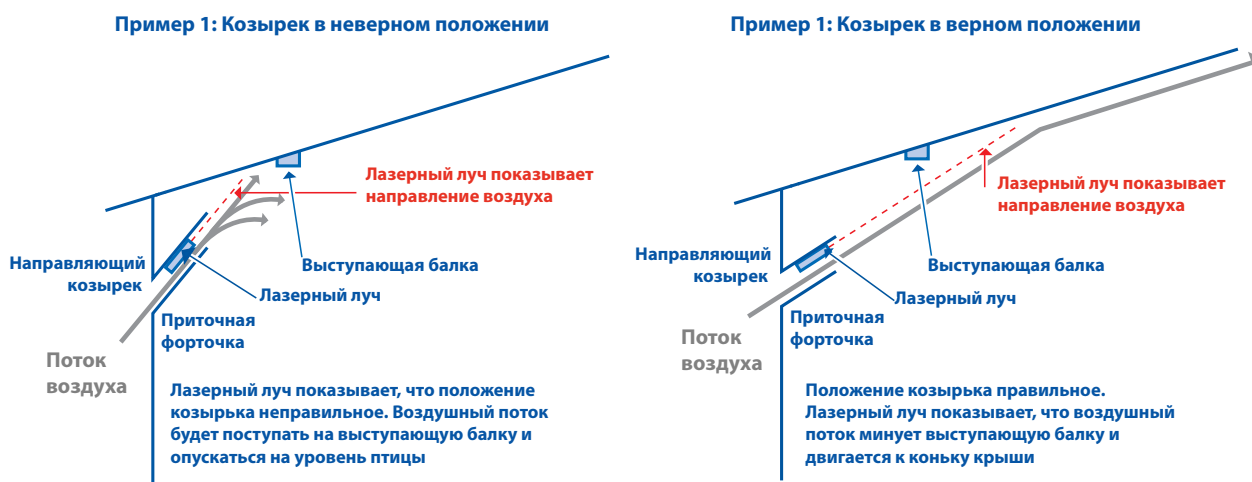 Пример 1: Козырек в неверном положении
Лазерный луч показывает
направление воздуха
Направляющий
козырек
Выступающая балка
Лазерный луч
Приточная
форточка
Поток
воздуха
Лазерный луч показывает, что положение
козырька неправильное. Воздушный поток
будет поступать на выступающую балку и
опускаться на уровень птицы
Пример 1: Козырек в верном положении
Лазерный луч показывает
направление воздуха
Направляющий
козырек
Выступающая балка
Лазерный луч
Приточная
форточка
Поток
воздуха
Положение козырька правильное.
Лазерный луч показывает, что воздушный
поток минует выступающую балку и
двигается к коньку крыши